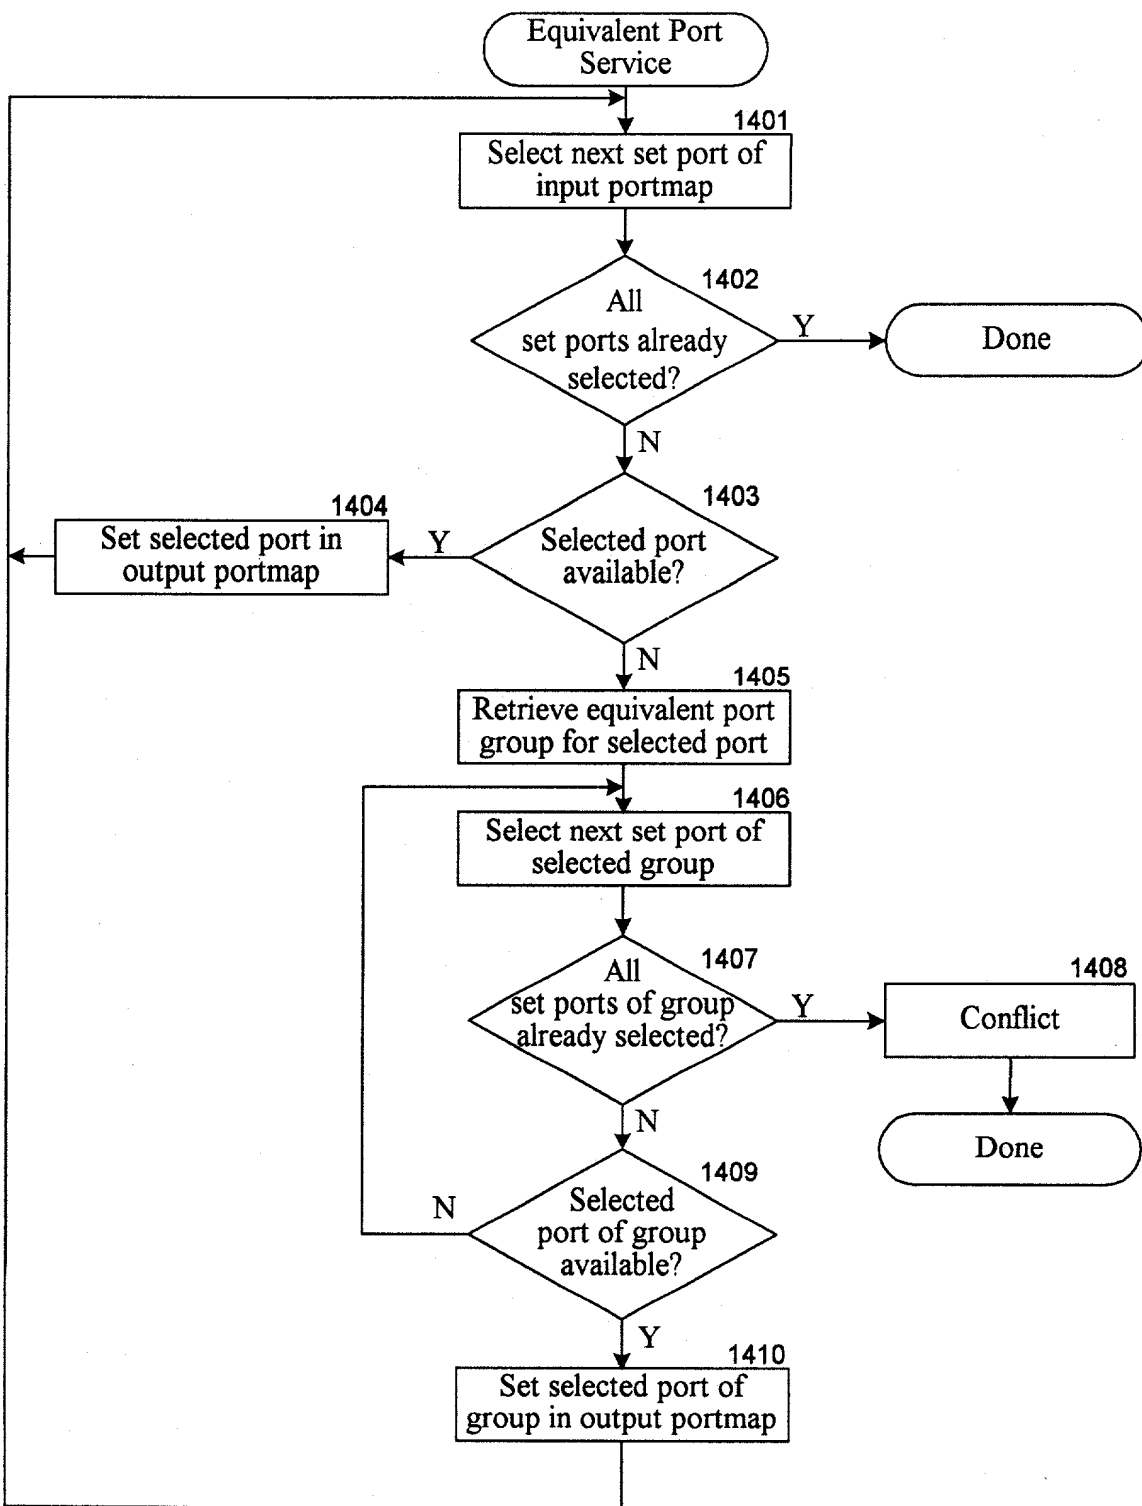 Equivalent Port
Service
1401
Select next set port of
input portmap
1402
All
set ports already
selected?
Y
Done
N
1403
Selected port
available?
Y
1404
Set selected port in
output portmap
N
1405
Retrieve equivalent port
group for selected port
1406
Select next set port of
selected group
1407
All
set ports of group
already selected?
Y
1408
Conflict
Done
N
1409
Selected
port of group
available?
N
Y
1410
Set selected port of
group in output portmap